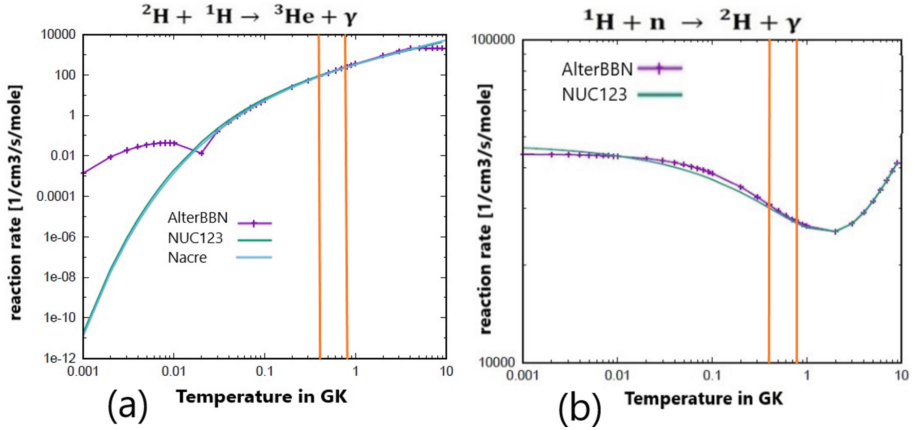 ²H + ¹H → ³He + γ
reaction rate [1/cm3/s/mole]
10000
100
1
0.01
0.0001
1e-06
1e-08
1e-10
1e-12
AlterBBN
NUC123
Nacre
0.001
0.01
0.1
1
10
Temperature in GK
(a)
¹H + n → ²H + γ
reaction rate [1/cm3/s/mole]
100000
10000
AlterBBN
NUC123
0.001
0.01
0.1
1
10
Temperature in GK
(b)